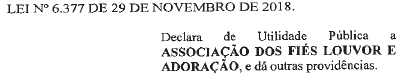 LEI Nº 6.377 DE 29 DE NOVEMBRO DE 2018.
Declara de Utilidade Pública a
ASSOCIAÇÃO DOS FIÉS LOUVOR E
ADORAÇÃO, e dá outras providências.